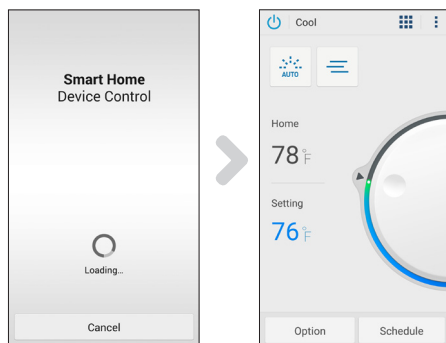 Smart Home
Device Control
Loading...
Cancel
Cool
AUTO
Home
78°F
Setting
76°F
Option
Schedule